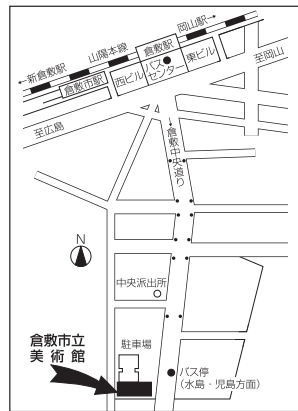 岡山駅→
倉敷駅
山陽本線
←新倉敷駅
倉敷市駅
西ビル
バスセンター
東ビル
至岡山
至広島
→倉敷中央通り
N
中央派出所
倉敷市立
美術館
駐車場
バス停
(水島・児島方面)